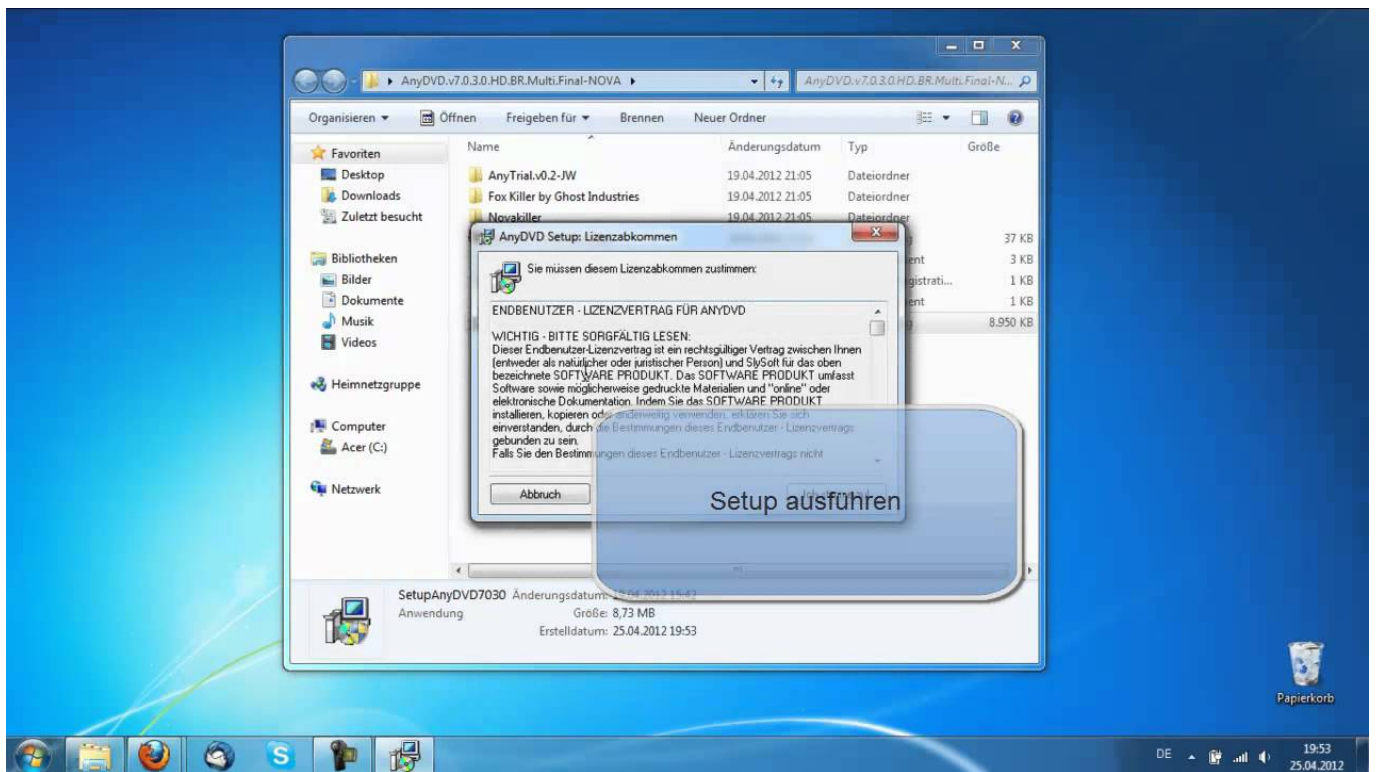 AnyDVD.v7.0.3.0.HD.BR.Multi.Final-NOVA
AnyDVD.v7.0.3.0.HD.BR.Multi.Final-N...
Organisieren
Öffnen
Freigeben für
Brennen
Neuer Ordner
Favoriten
Desktop
Downloads
Zuletzt besucht
Bibliotheken
Bilder
Dokumente
Musik
Videos
Heimnetzgruppe
Computer
Acer (C:)
Netzwerk
Name Änderungsdatum Typ Größe
AnyTrial.v0.2-JW 19.04.2012 21:05 Dateiordner
Fox Killer by Ghost Industries 19.04.2012 21:05 Dateiordner
Novakiller 19.04.2012 21:05 Dateiordner
37 KB
3 KB
1 KB
1 KB
8.950 KB
AnyDVD Setup: Lizenzabkommen
Sie müssen diesem Lizenzabkommen zustimmen:
ENDBENUTZER - LIZENZVERTRAG FÜR ANYDVD
WICHTIG - BITTE SORGFÄLTIG LESEN:
Dieser Endbenutzer-Lizenzvertrag ist ein rechtsgültiger Vertrag zwischen Ihnen
(entweder als natürlicher oder juristischer Person) und SlySoft für das oben
bezeichnete SOFTWARE PRODUKT. Das SOFTWARE PRODUKT umfasst
Software sowie möglicherweise gedruckte Materialien und "online" oder
elektronische Dokumentation. Indem Sie das SOFTWARE PRODUKT
installieren, kopieren oder anderweitig verwenden, erklären Sie sich
einverstanden, durch die Bestimmungen dieses Endbenutzer - Lizenzvertrags
gebunden zu sein.
Falls Sie den Bestimmungen dieses Endbenutzer - Lizenzvertrags nicht
Abbruch
Setup ausführen
SetupAnyDVD7030 Änderungsdatum: 19.04.2012 15:42
Anwendung Größe: 8,73 MB
Erstelldatum: 25.04.2012 19:53
Papierkorb
DE
19:53
25.04.2012